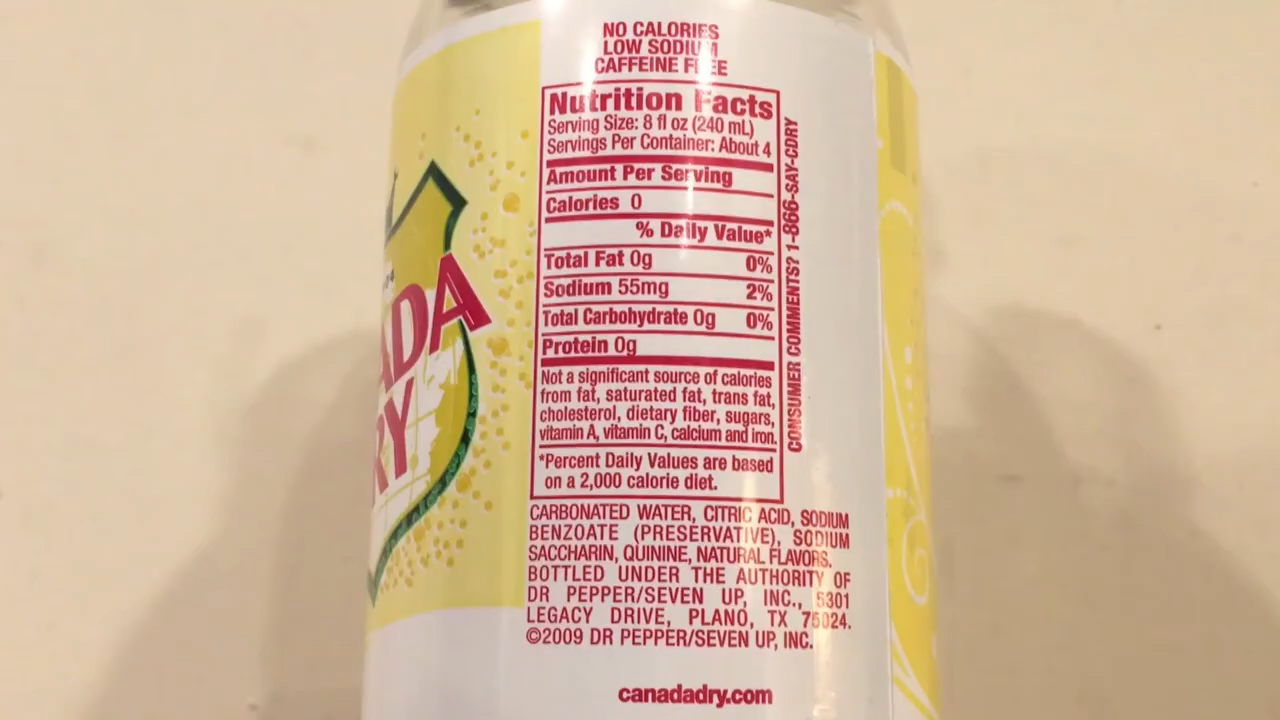 NO CALORIES
LOW SODIUM
CAFFEINE FREE
Nutrition Facts
Serving Size: 8 fl oz (240 mL)
Servings Per Container: About 4
Amount Per Serving
Calories 0
% Daily Value*
Total Fat 0g 0%
Sodium 55mg 2%
Total Carbohydrate 0g 0%
Protein 0g
Not a significant source of calories
from fat, saturated fat, trans fat,
cholesterol, dietary fiber, sugars,
vitamin A, vitamin C, calcium and iron.
*Percent Daily Values are based
on a 2,000 calorie diet.
CONSUMER COMMENTS? 1-866-SAY-CDRY
CARBONATED WATER, CITRIC ACID, SODIUM
BENZOATE (PRESERVATIVE), SODIUM
SACCHARIN, QUININE, NATURAL FLAVORS.
BOTTLED UNDER THE AUTHORITY OF
DR PEPPER/SEVEN UP, INC., 5301
LEGACY DRIVE, PLANO, TX 75024.
©2009 DR PEPPER/SEVEN UP, INC.
canadadry.com
ADA
RY